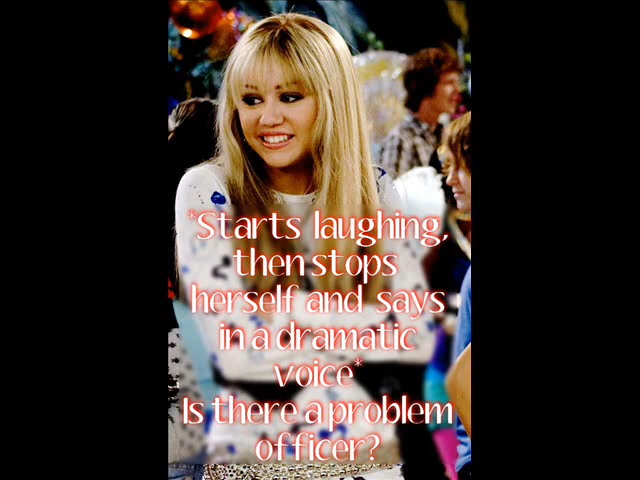 *Starts laughing,
then stops
herself and says
in a dramatic
voice*
Is there a problem
officer?